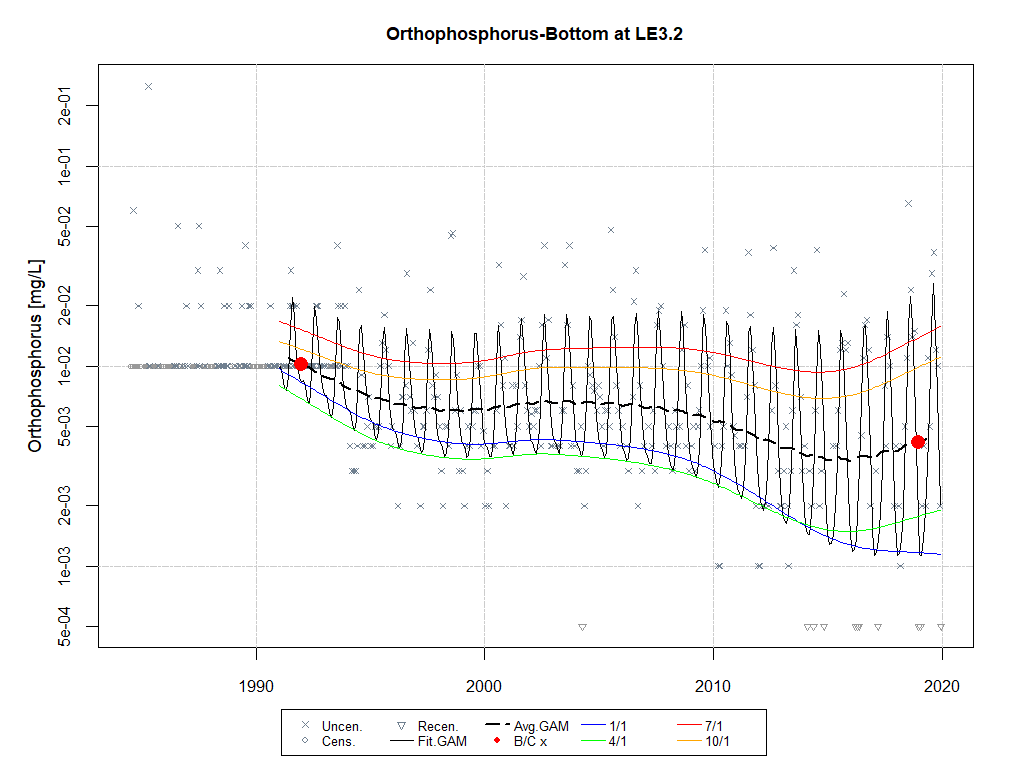 Orthophosphorus-Bottom at LE3.2
Orthophosphorus [mg/L]
2e-01
1e-01
5e-02
2e-02
1e-02
5e-03
2e-03
1e-03
5e-04
1990 2000 2010 2020
Uncen. Recen. Avg.GAM 1/1 7/1
Cens. Fit.GAM B/C x 4/1 10/1